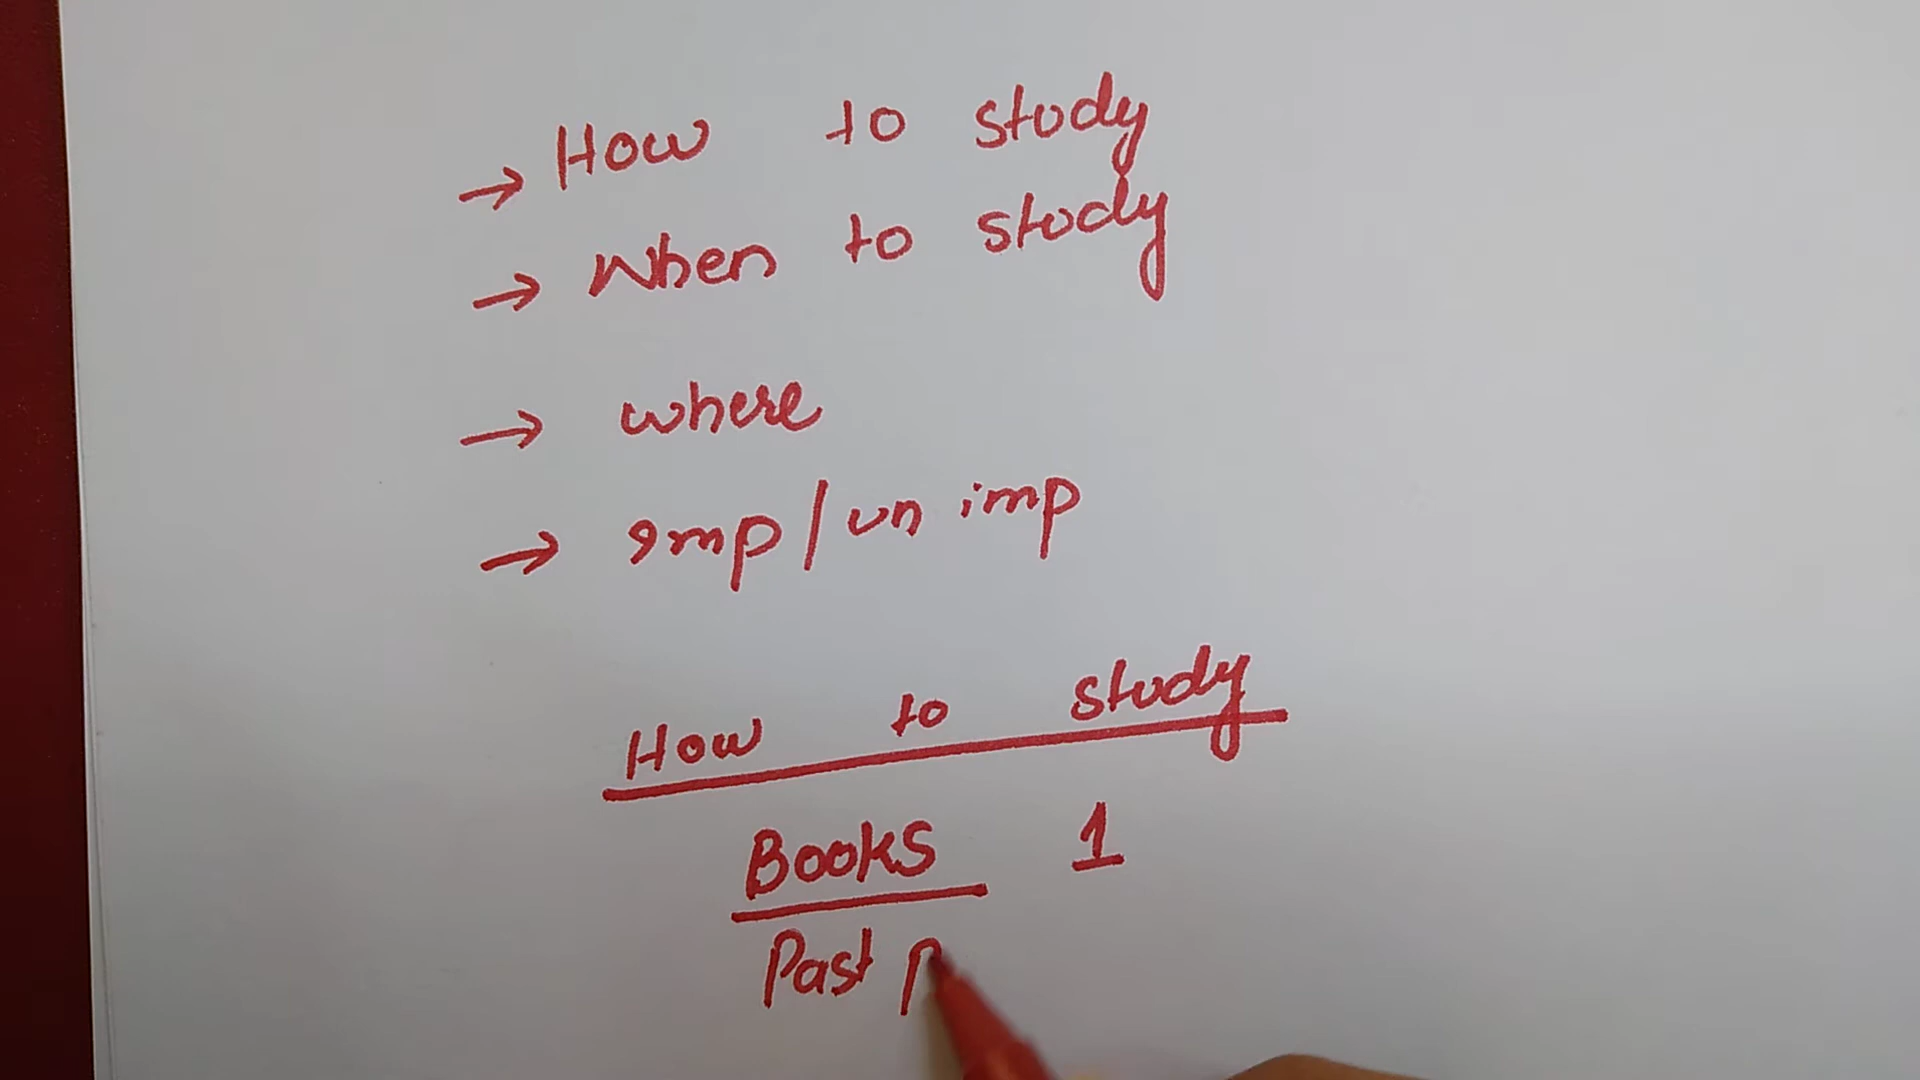 → How to study
→ When to study
→ where
→ Imp/un imp
How to study
Books 1
Past p